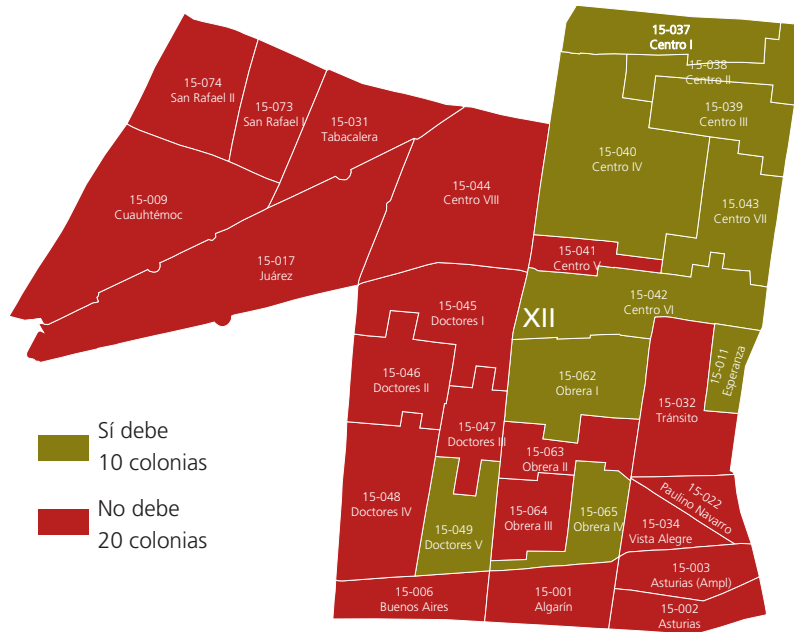 15-037
Centro I
15-038
Centro II
15-074
San Rafael II
15-073
San Rafael I
15-031
Tabacalera
15-039
Centro III
15-040
Centro IV
15-044
Centro VIII
15.043
Centro VII
15-009
Cuauhtémoc
15-041
Centro V
15-017
Juárez
15-042
Centro VI
15-045
Doctores I
XII
15-011
Esperanza
15-046
Doctores II
15-062
Obrera I
15-032
Tránsito
15-047
Doctores III
15-063
Obrera II
Sí debe
10 colonias
15-048
Doctores IV
15-049
Doctores V
15-064
Obrera III
15-065
Obrera IV
15-022
Paulino Navarro
15-034
Vista Alegre
No debe
20 colonias
15-003
Asturias (Ampl)
15-006
Buenos Aires
15-001
Algarín
15-002
Asturias